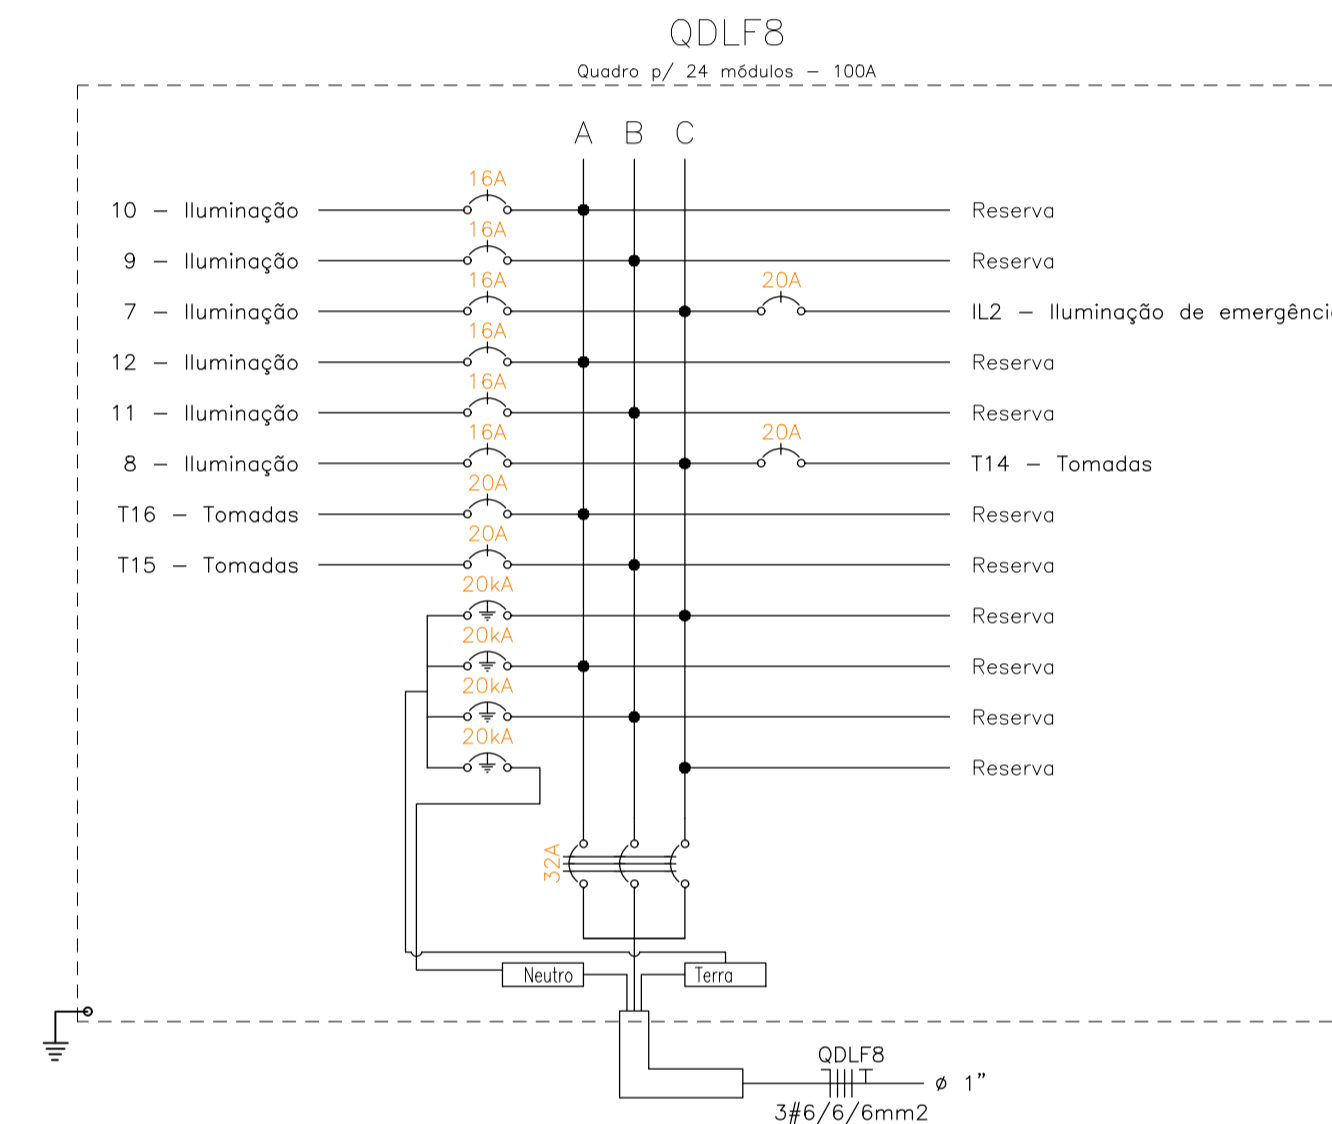 QDLF8
Quadro p/ 24 módulos – 100A
A B C
16A
10 – Iluminação Reserva
16A
9 – Iluminação Reserva
16A 20A
7 – Iluminação IL2 – Iluminação de emergênci
16A
12 – Iluminação Reserva
16A
11 – Iluminação Reserva
16A 20A
8 – Iluminação T14 – Tomadas
20A
T16 – Tomadas Reserva
20A
T15 – Tomadas Reserva
20kA
Reserva
20kA
Reserva
20kA
Reserva
20kA
Reserva
32A
Neutro Terra
QDLF8
ø 1"
3#6/6/6mm2